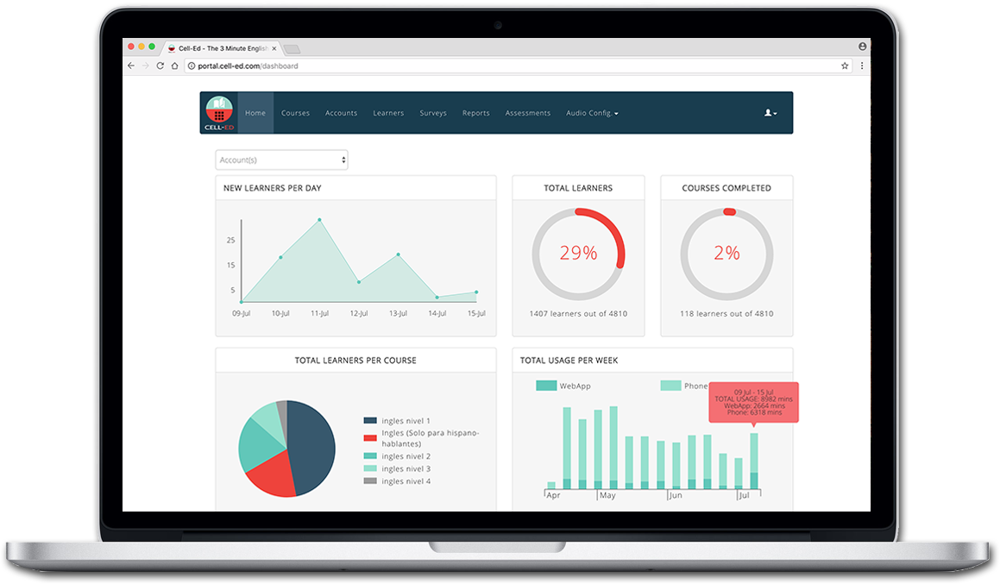 Cell-Ed - The 3 Minute English
portal.cell-ed.com/dashboard
CELL-ED
Home
Courses
Accounts
Learners
Surveys
Reports
Assessments
Audio Config.
Account(s)
NEW LEARNERS PER DAY
25
15
5
09-Jul 10-Jul 11-Jul 12-Jul 13-Jul 14-Jul 15-Jul
TOTAL LEARNERS
29%
1407 learners out of 4810
COURSES COMPLETED
2%
118 learners out of 4810
TOTAL LEARNERS PER COURSE
ingles nivel 1
Ingles (Solo para hispano-
hablantes)
ingles nivel 2
ingles nivel 3
ingles nivel 4
TOTAL USAGE PER WEEK
WebApp
Phone
09 Jul - 15 Jul
TOTAL USAGE: 8982 mins
WebApp: 2664 mins
Phone: 6318 mins
Apr May Jun Jul